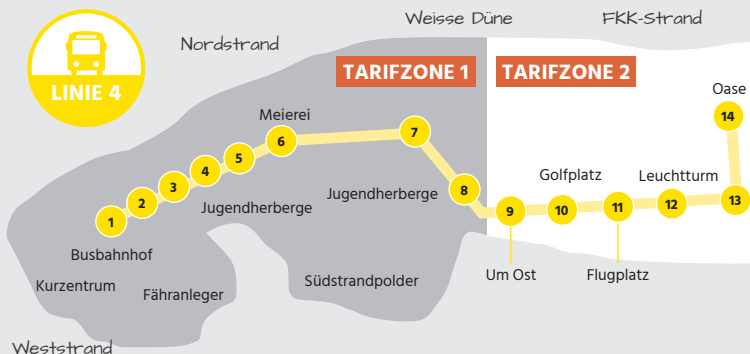 Weisse Düne
FKK-Strand
Nordstrand
LINIE 4
TARIFZONE 1
TARIFZONE 2
Oase
14
Meierei
7
6
5
4
3
2
1
8
Golfplatz
Leuchtturm
9
10
11
12
13
Jugendherberge
Jugendherberge
Busbahnhof
Um Ost
Flugplatz
Kurzentrum
Fähranleger
Südstrandpolder
Weststrand